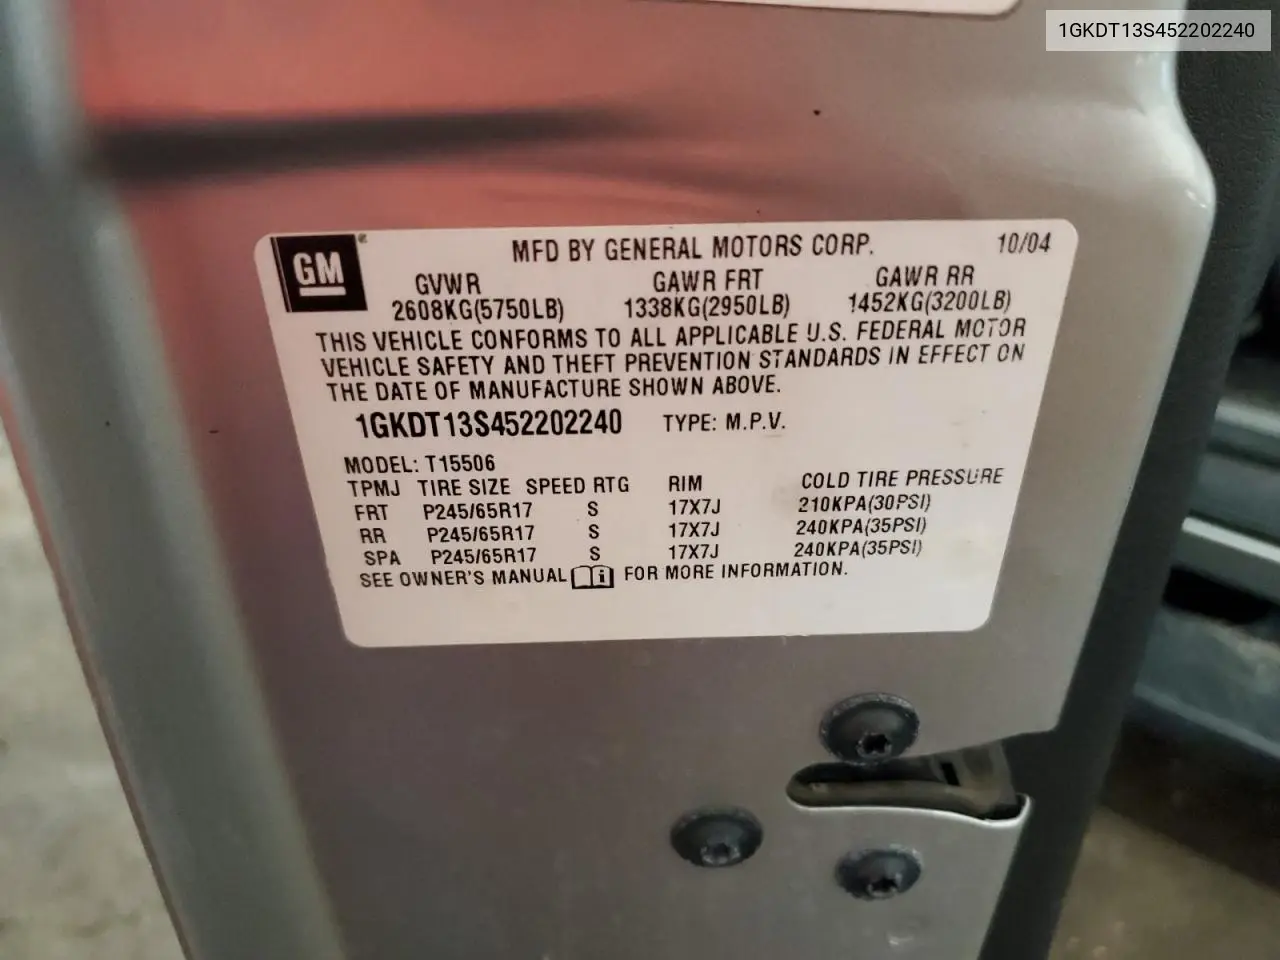 1GKDT13S452202240
GM
MFD BY GENERAL MOTORS CORP. 10/04
GVWR GAWR FRT GAWR RR
2608KG(5750LB) 1338KG(2950LB) 1452KG(3200LB)
THIS VEHICLE CONFORMS TO ALL APPLICABLE U.S. FEDERAL MOTOR
VEHICLE SAFETY AND THEFT PREVENTION STANDARDS IN EFFECT ON
THE DATE OF MANUFACTURE SHOWN ABOVE.
1GKDT13S452202240 TYPE: M.P.V.
MODEL: T15506
TPMJ TIRE SIZE SPEED RTG RIM COLD TIRE PRESSURE
FRT P245/65R17 S 17X7J 210KPA(30PSI)
RR P245/65R17 S 17X7J 240KPA(35PSI)
SPA P245/65R17 S 17X7J 240KPA(35PSI)
SEE OWNER'S MANUAL i FOR MORE INFORMATION.